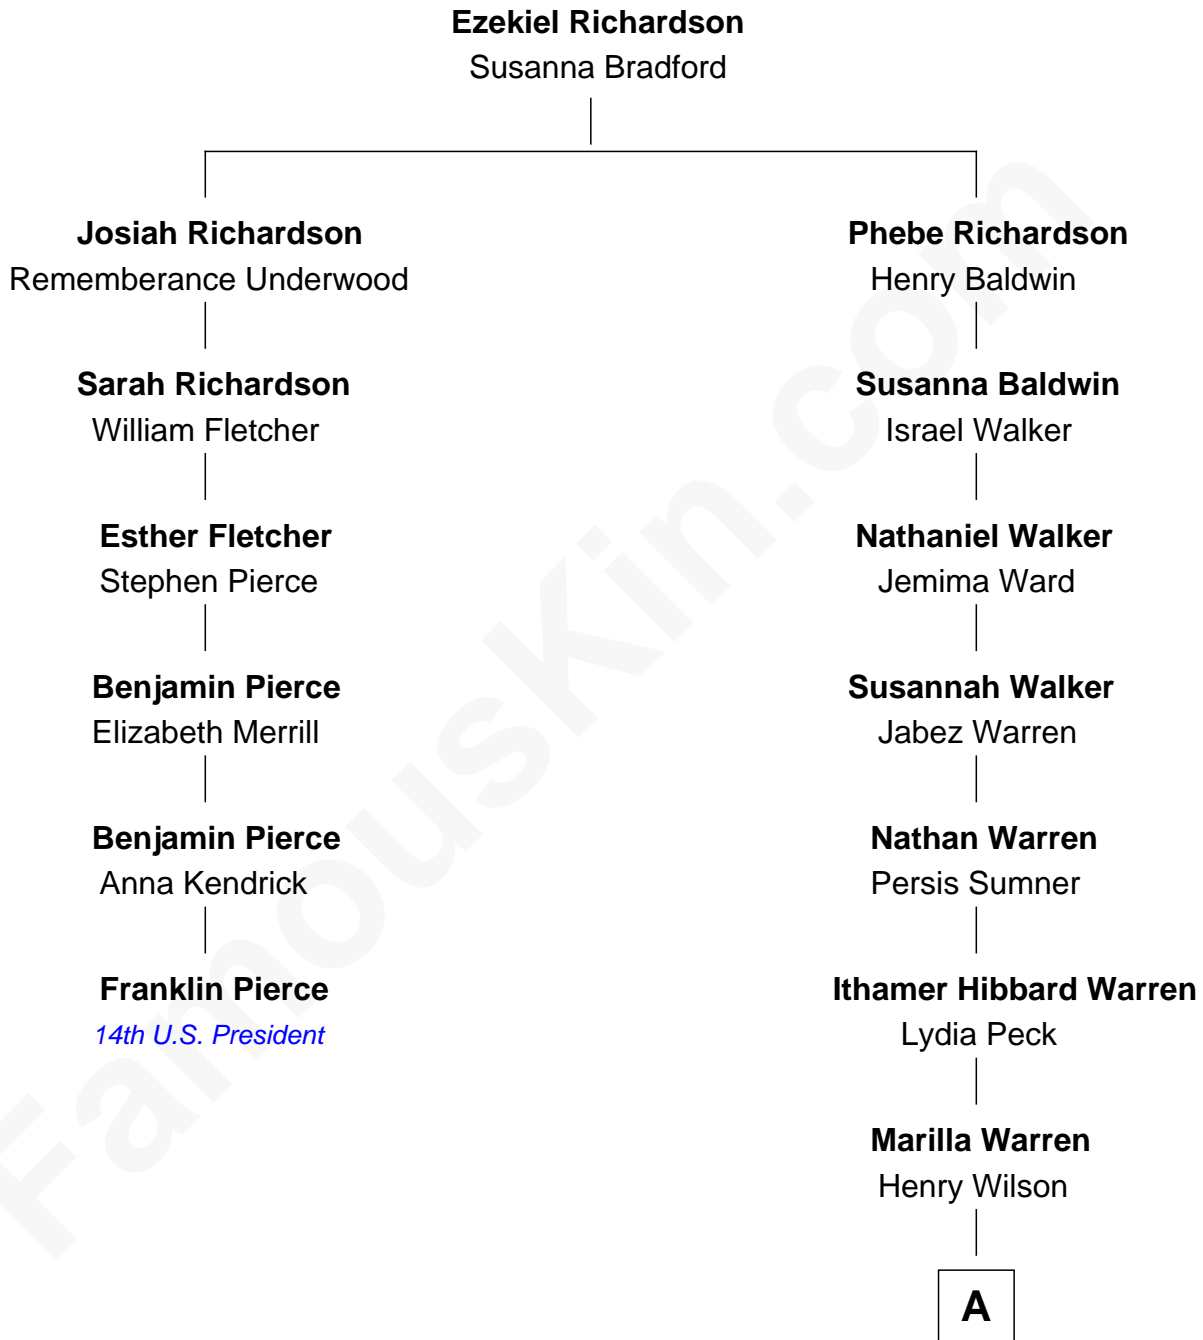 Ezekiel Richardson
Susanna Bradford
Josiah Richardson
Rememberance Underwood
Sarah Richardson
William Fletcher
Esther Fletcher
Stephen Pierce
Benjamin Pierce
Elizabeth Merrill
Benjamin Pierce
Anna Kendrick
Franklin Pierce
14th U.S. President
Phebe Richardson
Henry Baldwin
Susanna Baldwin
Israel Walker
Nathaniel Walker
Jemima Ward
Susannah Walker
Jabez Warren
Nathan Warren
Persis Sumner
Ithamer Hibbard Warren
Lydia Peck
Marilla Warren
Henry Wilson
A
FamousKin.com